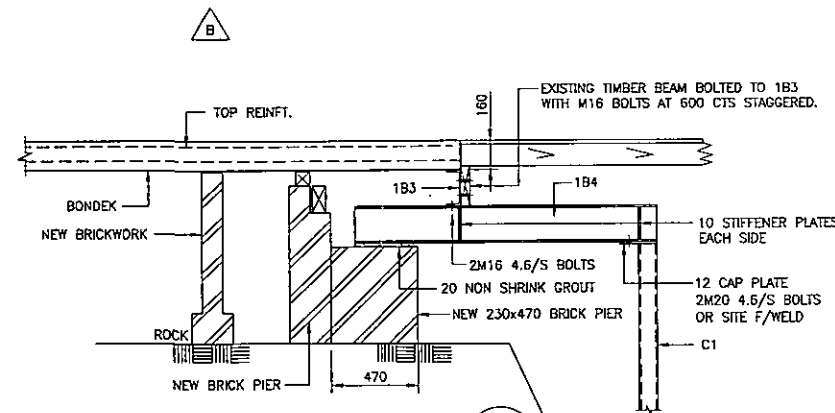 B
EXISTING TIMBER BEAM BOLTED TO 1B3
WITH M16 BOLTS AT 600 CTS STAGGERED.
160
TOP REINFT.
1B3
1B4
BONDEK
NEW BRICKWORK
10 STIFFENER PLATES
EACH SIDE
2M16 4.6/S BOLTS
20 NON SHRINK GROUT
12 CAP PLATE
2M20 4.6/S BOLTS
OR SITE F/WELD
NEW 230x470 BRICK PIER
ROCK
C1
NEW BRICK PIER
470